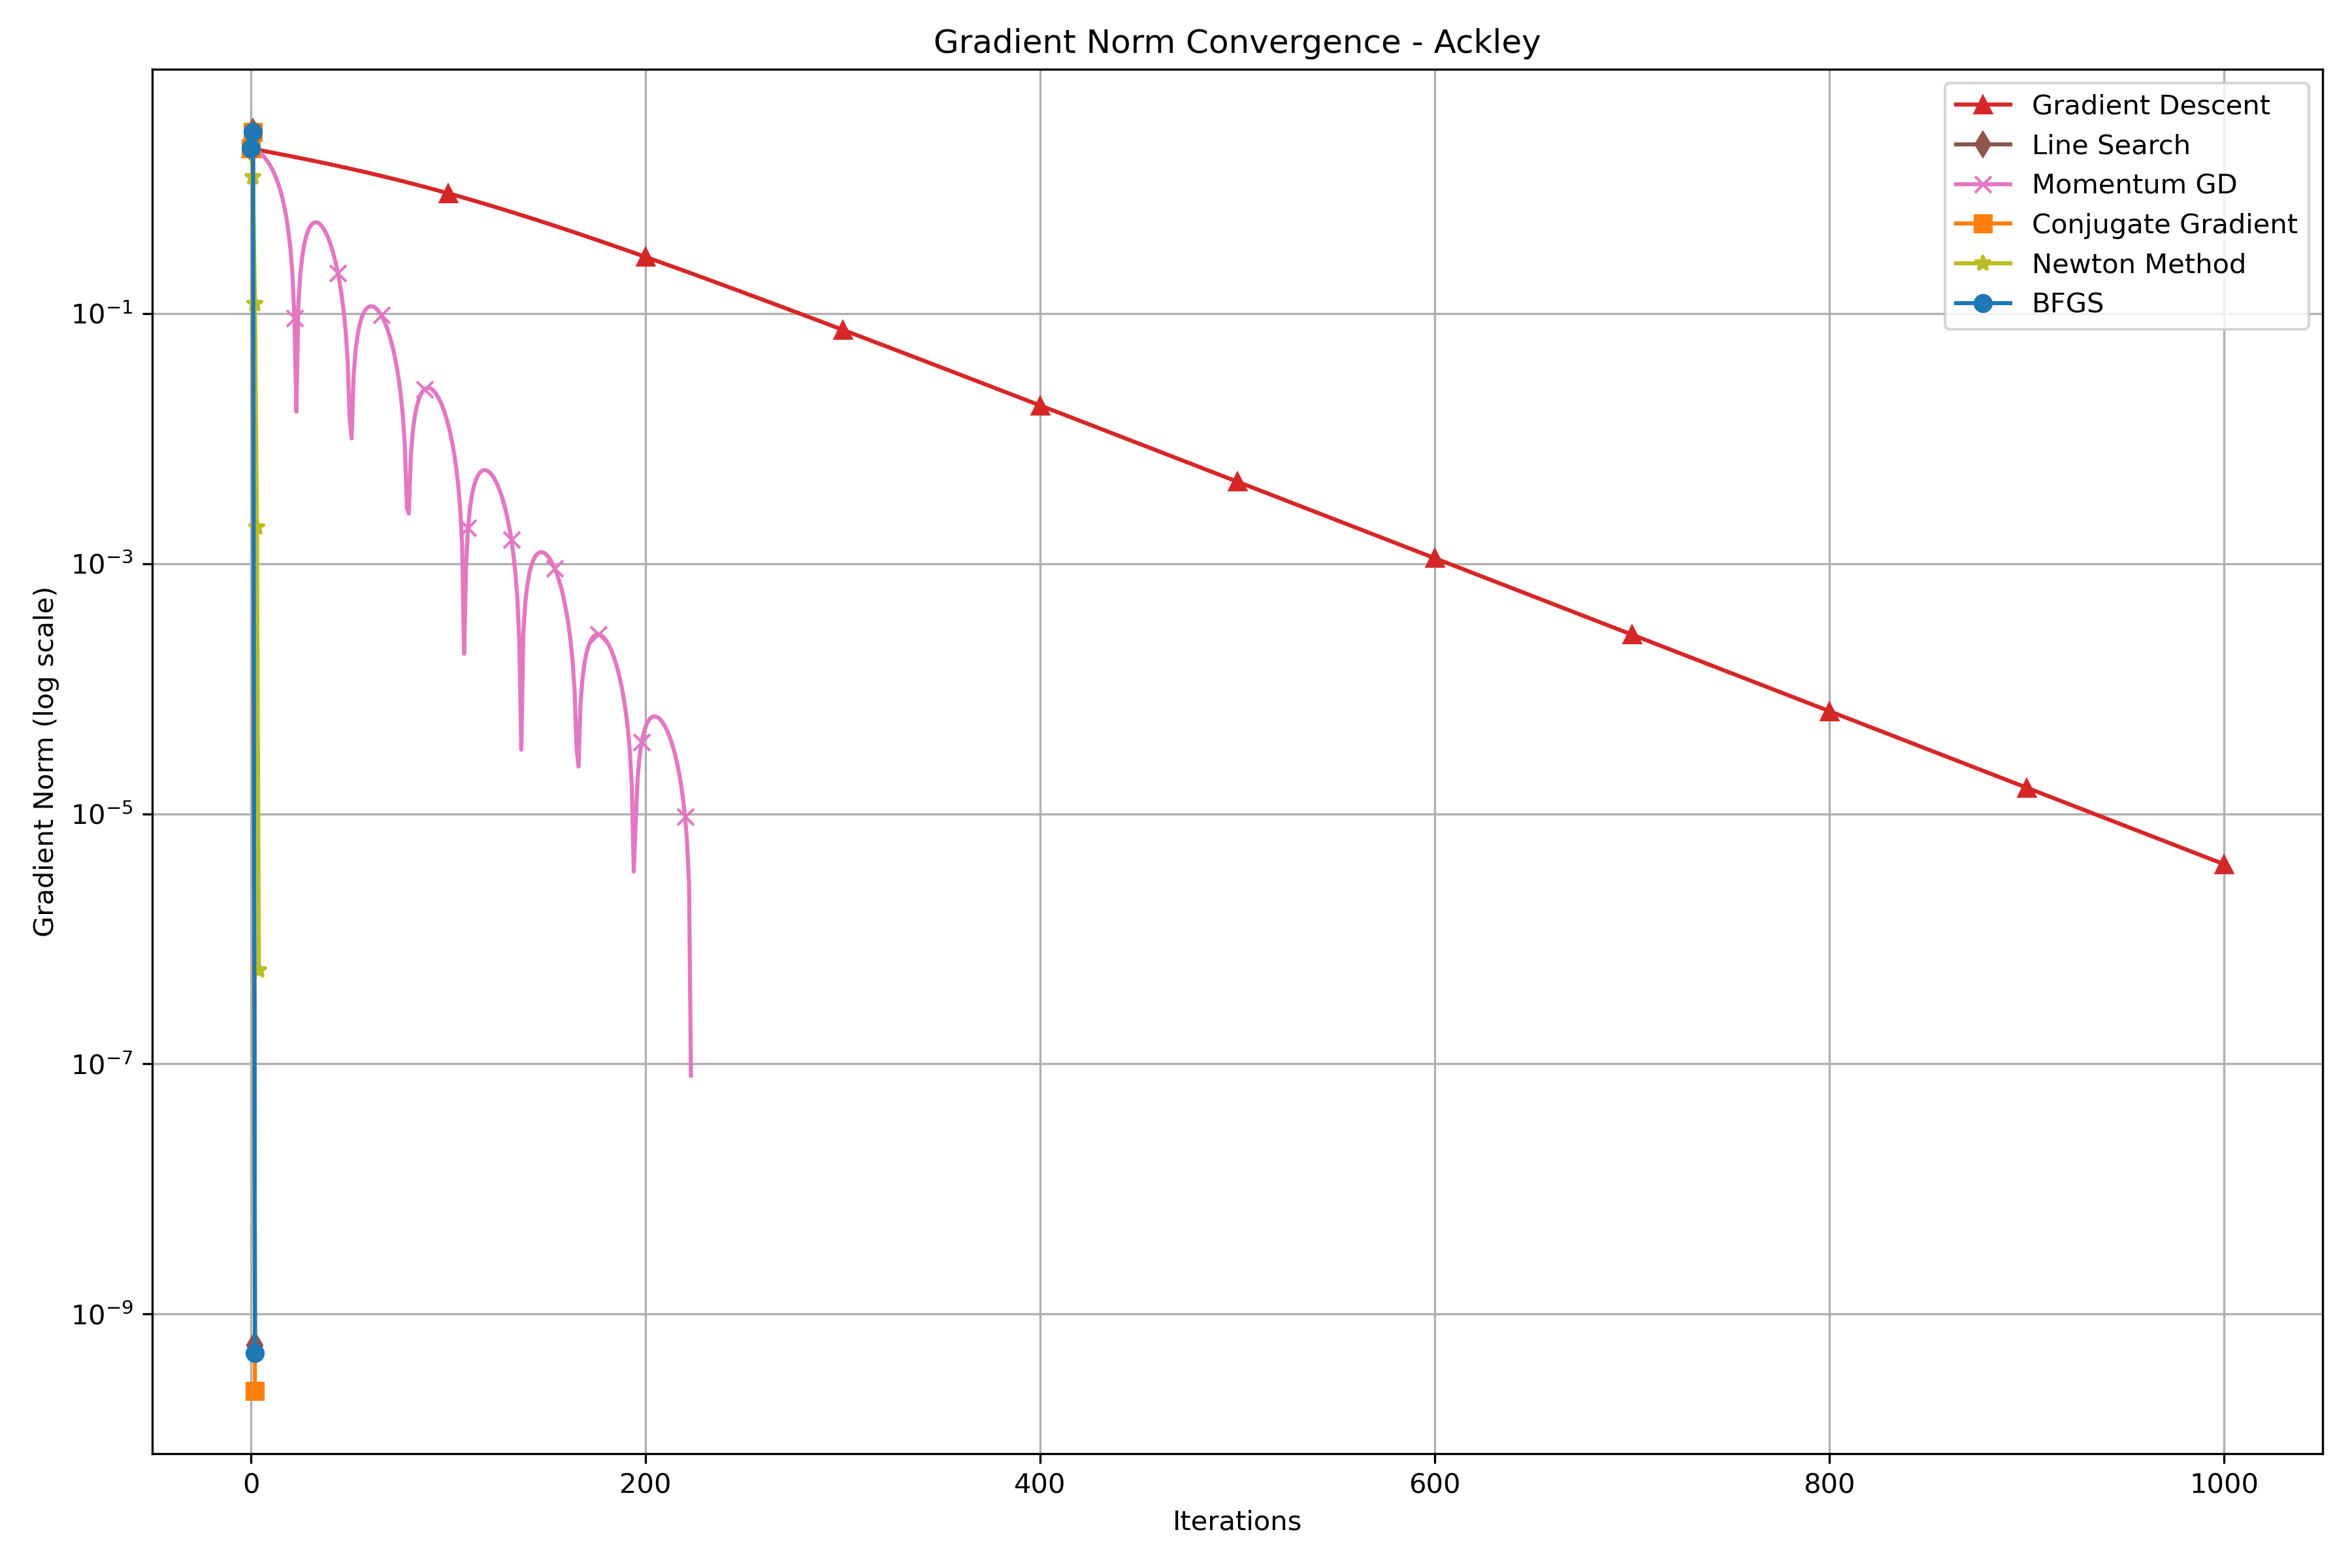 Gradient Norm Convergence - Ackley
Gradient Descent
Line Search
Momentum GD
Conjugate Gradient
Newton Method
BFGS
Gradient Norm (log scale)
10⁻¹
10⁻³
10⁻⁵
10⁻⁷
10⁻⁹
0 200 400 600 800 1000
Iterations